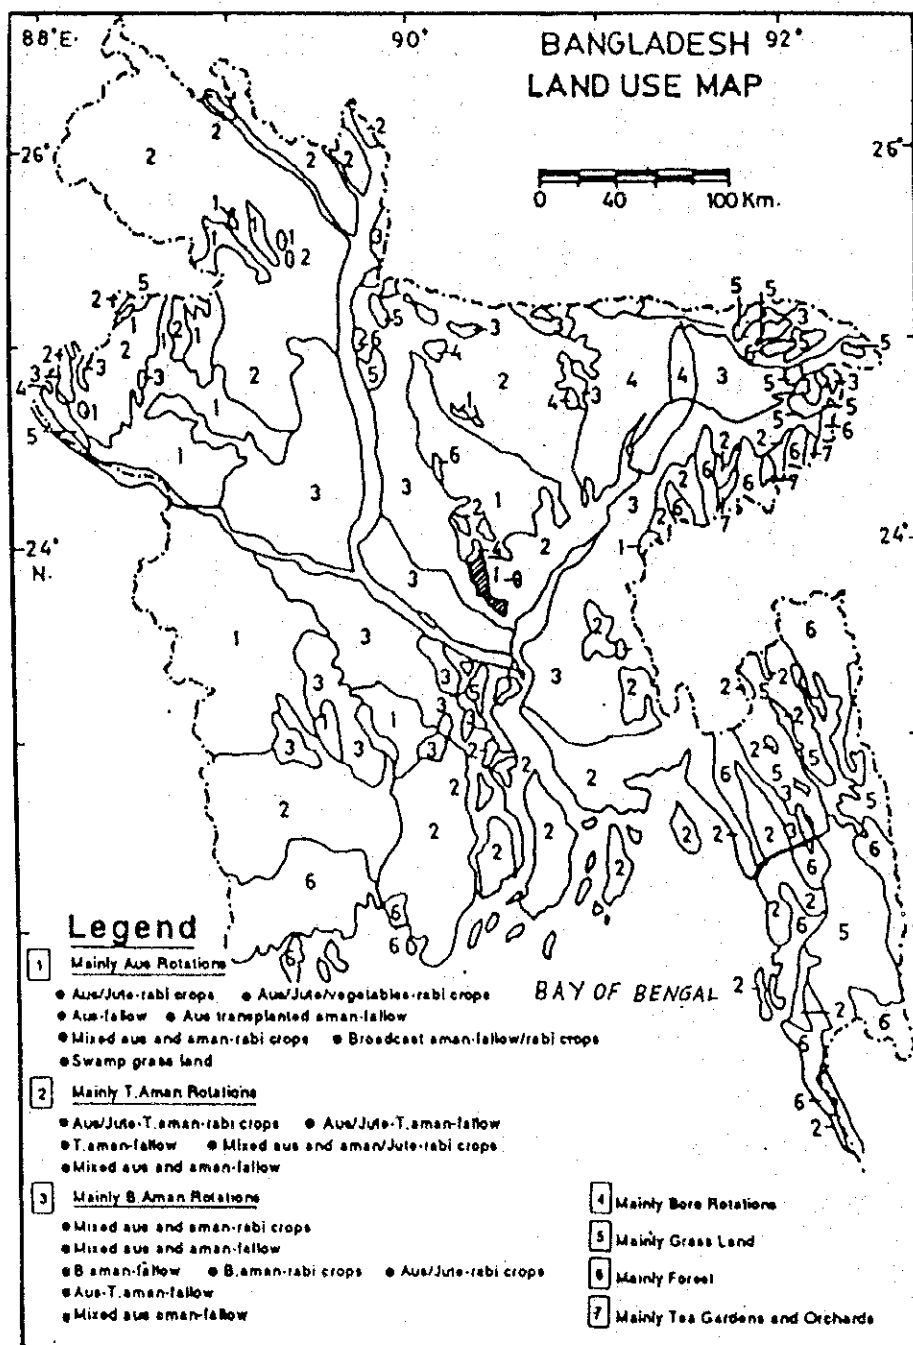 88°E.
90°
92°
BANGLADESH
LAND USE MAP
26°
26°
0 40 100 Km.
24°
N.
24°
BAY OF BENGAL
Legend
1 Mainly Aus Rotations
● Aus/Jute-rabi crops ● Aus/Jute/vegetables-rabi crops
● Aus-fallow ● Aus transplanted aman-fallow
● Mixed aus and aman-rabi crops ● Broadcast aman-fallow/rabi crops
● Swamp grass land
2 Mainly T.Aman Rotations
● Aus/Jute-T.aman-rabi crops ● Aus/Jute-T.aman-fallow
● T.aman-fallow ● Mixed aus and aman/Jute-rabi crops
● Mixed aus and aman-fallow
3 Mainly B.Aman Rotations
● Mixed aus and aman-rabi crops
● Mixed aus and aman-fallow
● B.aman-fallow ● B.aman-rabi crops ● Aus/Jute-rabi crops
● Aus-T.aman-fallow
● Mixed aus aman-fallow
4 Mainly Boro Rotations
5 Mainly Grass Land
6 Mainly Forest
7 Mainly Tea Gardens and Orchards